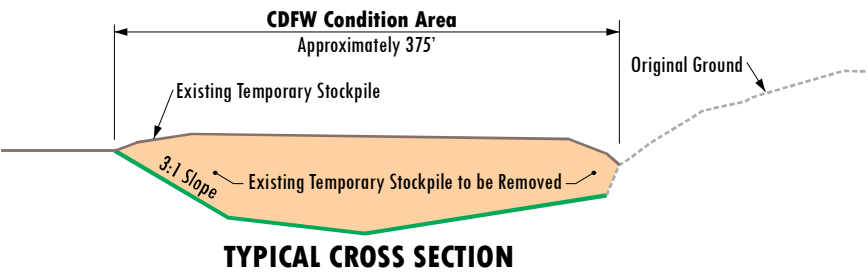 CDFW Condition Area
Approximately 375’
Original Ground
Existing Temporary Stockpile
3:1 Slope
Existing Temporary Stockpile to be Removed
TYPICAL CROSS SECTION